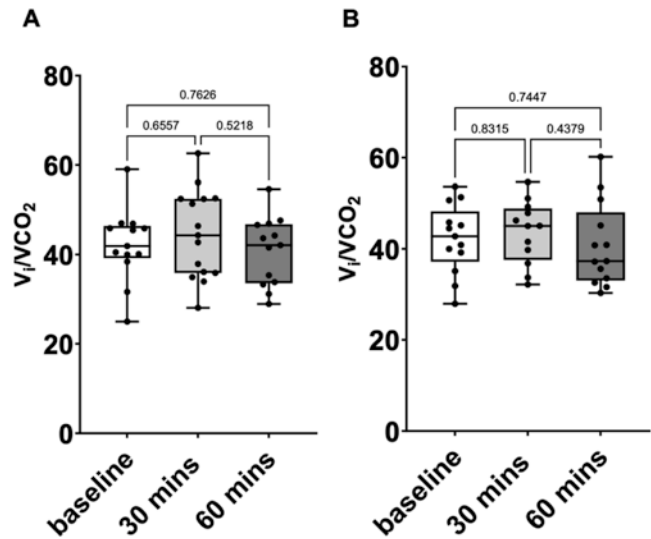 A
Vi/VCO2
80
60
40
20
0
0.7626
0.6557
0.5218
baseline
30 mins
60 mins
B
Vi/VCO2
80
60
40
20
0
0.7447
0.8315
0.4379
baseline
30 mins
60 mins